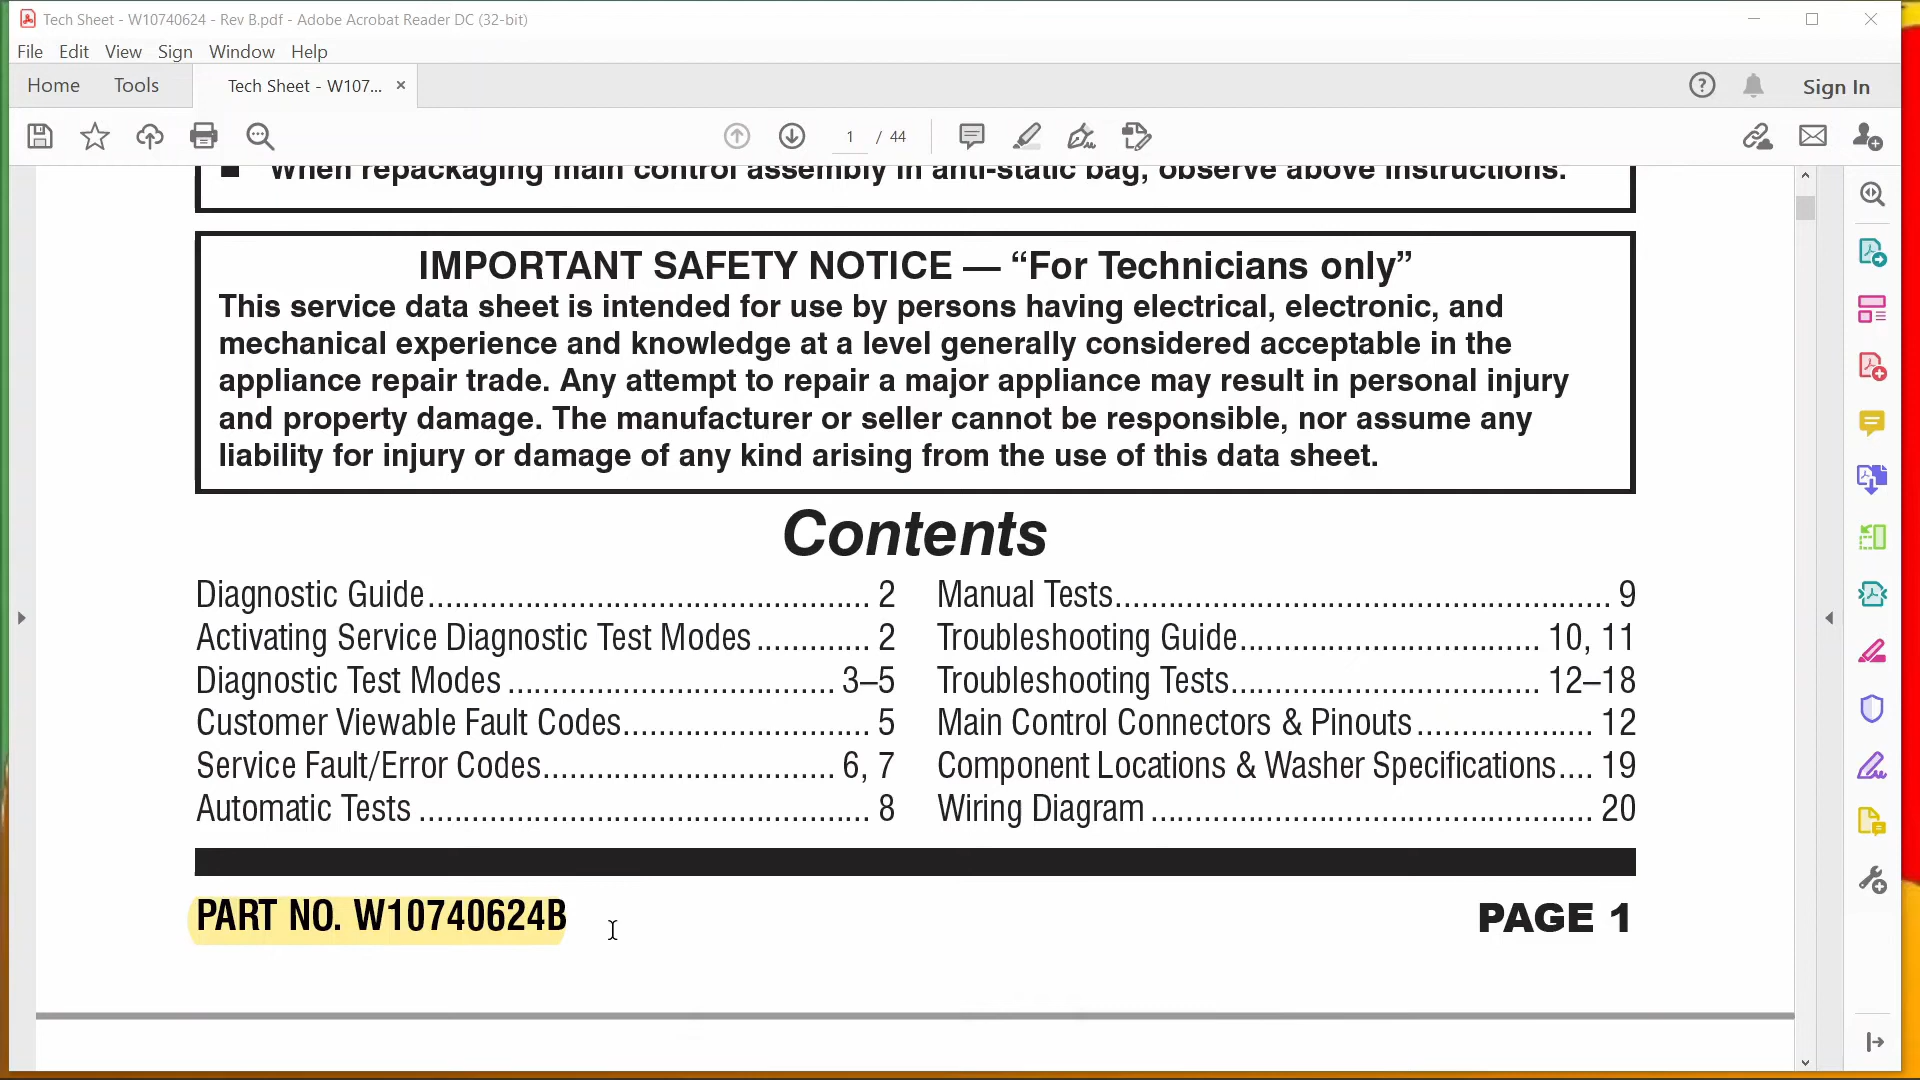 Tech Sheet - W10740624 - Rev B.pdf - Adobe Acrobat Reader DC (32-bit)
File Edit View Sign Window Help
Home Tools Tech Sheet - W107... × Sign In
1 / 44
■ When repackaging main control assembly in anti-static bag, observe above instructions.
IMPORTANT SAFETY NOTICE — “For Technicians only”
This service data sheet is intended for use by persons having electrical, electronic, and
mechanical experience and knowledge at a level generally considered acceptable in the
appliance repair trade. Any attempt to repair a major appliance may result in personal injury
and property damage. The manufacturer or seller cannot be responsible, nor assume any
liability for injury or damage of any kind arising from the use of this data sheet.
Contents
Diagnostic Guide.................................................. 2
Activating Service Diagnostic Test Modes ............. 2
Diagnostic Test Modes ..................................... 3–5
Customer Viewable Fault Codes............................ 5
Service Fault/Error Codes................................. 6, 7
Automatic Tests ................................................... 8
Manual Tests........................................................ 9
Troubleshooting Guide.................................. 10, 11
Troubleshooting Tests................................... 12–18
Main Control Connectors & Pinouts.................... 12
Component Locations & Washer Specifications.... 19
Wiring Diagram .................................................. 20
PART NO. W10740624B
PAGE 1